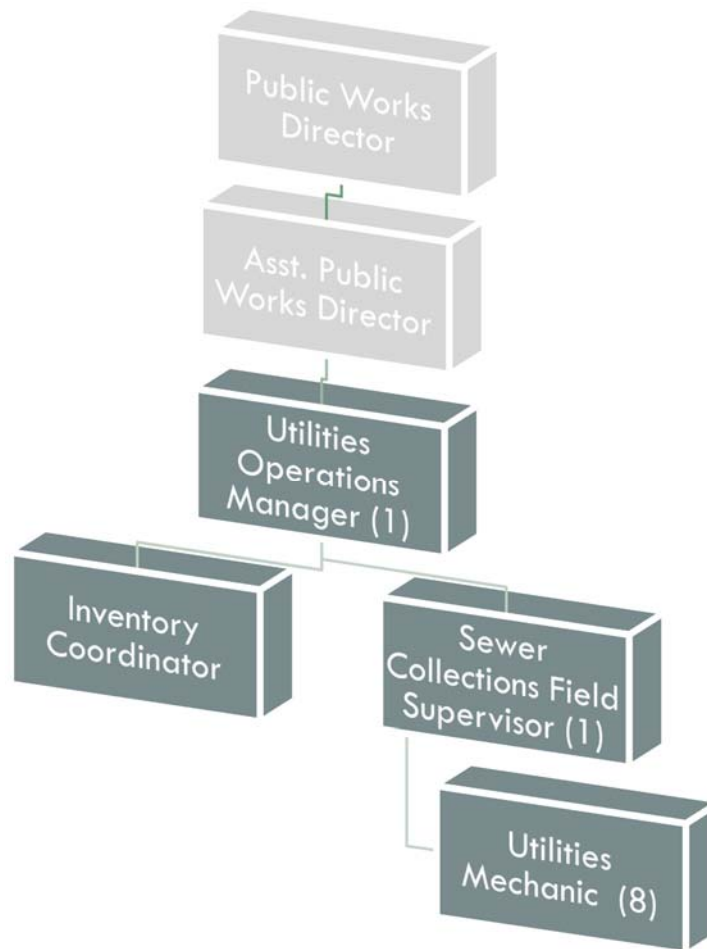 Public Works
Director
Asst. Public
Works Director
Utilities
Operations
Manager (1)
Inventory
Coordinator
Sewer
Collections Field
Supervisor (1)
Utilities
Mechanic (8)